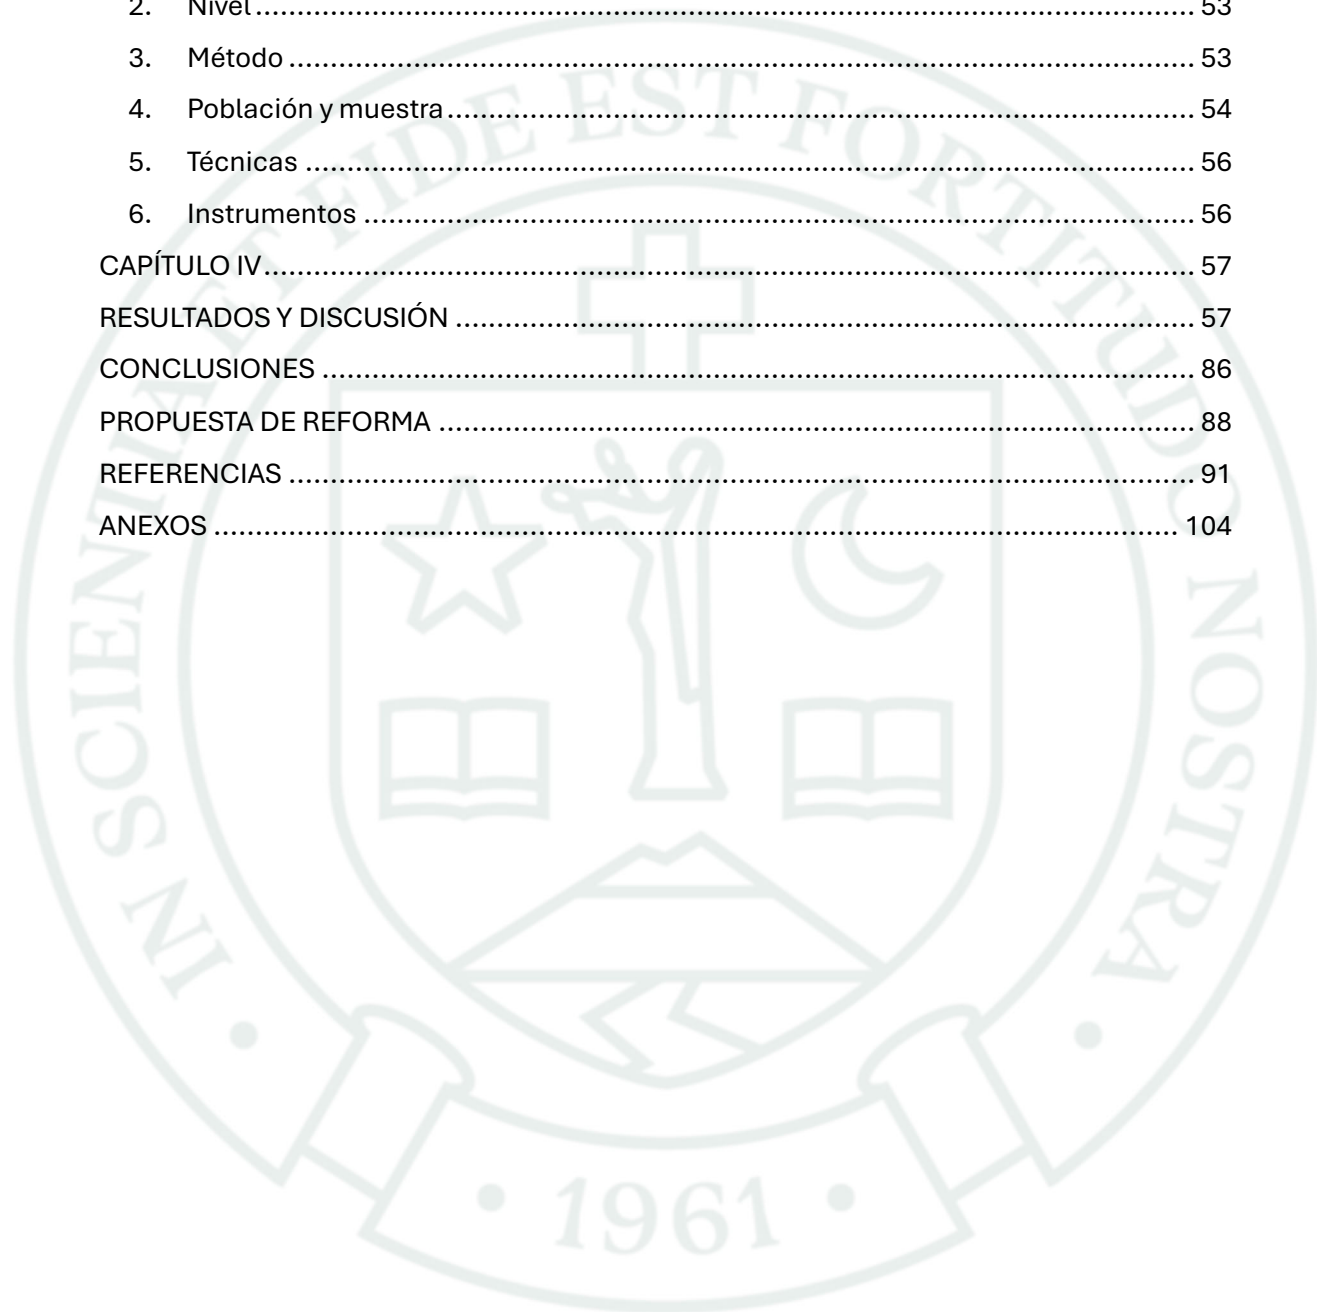 2. Nivel........................................................................................................................ 53
3. Método.................................................................................................................... 53
4. Población y muestra................................................................................................ 54
5. Técnicas .................................................................................................................. 56
6. Instrumentos ........................................................................................................... 56
CAPÍTULO IV.................................................................................................................... 57
RESULTADOS Y DISCUSIÓN ......................................................................................... 57
CONCLUSIONES ............................................................................................................. 86
PROPUESTA DE REFORMA ........................................................................................... 88
REFERENCIAS ................................................................................................................. 91
ANEXOS ......................................................................................................................... 104
IN SCIENTIA ET FIDE EST FORTITUDO NOSTRA
• 1961 •